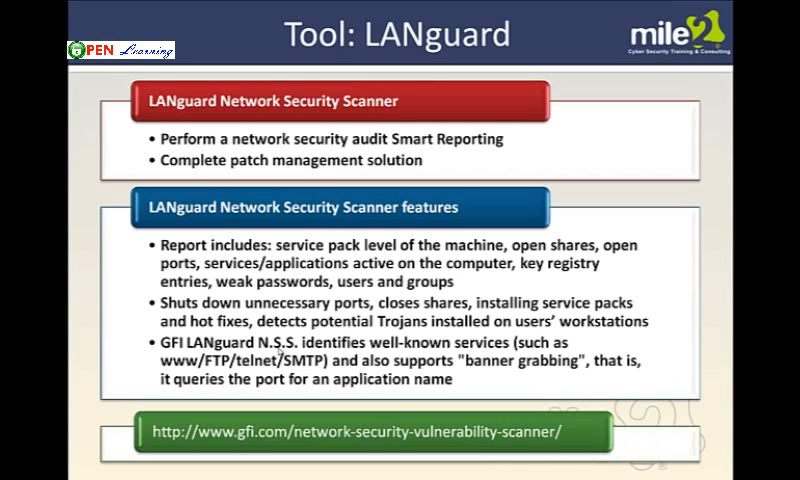 Tool: LANguard
OPEN Learning
mile2
Cyber Security Training & Consulting
LANguard Network Security Scanner
• Perform a network security audit Smart Reporting
• Complete patch management solution
LANguard Network Security Scanner features
• Report includes: service pack level of the machine, open shares, open
ports, services/applications active on the computer, key registry
entries, weak passwords, users and groups
• Shuts down unnecessary ports, closes shares, installing service packs
and hot fixes, detects potential Trojans installed on users' workstations
• GFI LANguard N.S.S. identifies well-known services (such as
www/FTP/telnet/SMTP) and also supports "banner grabbing", that is,
it queries the port for an application name
http://www.gfi.com/network-security-vulnerability-scanner/